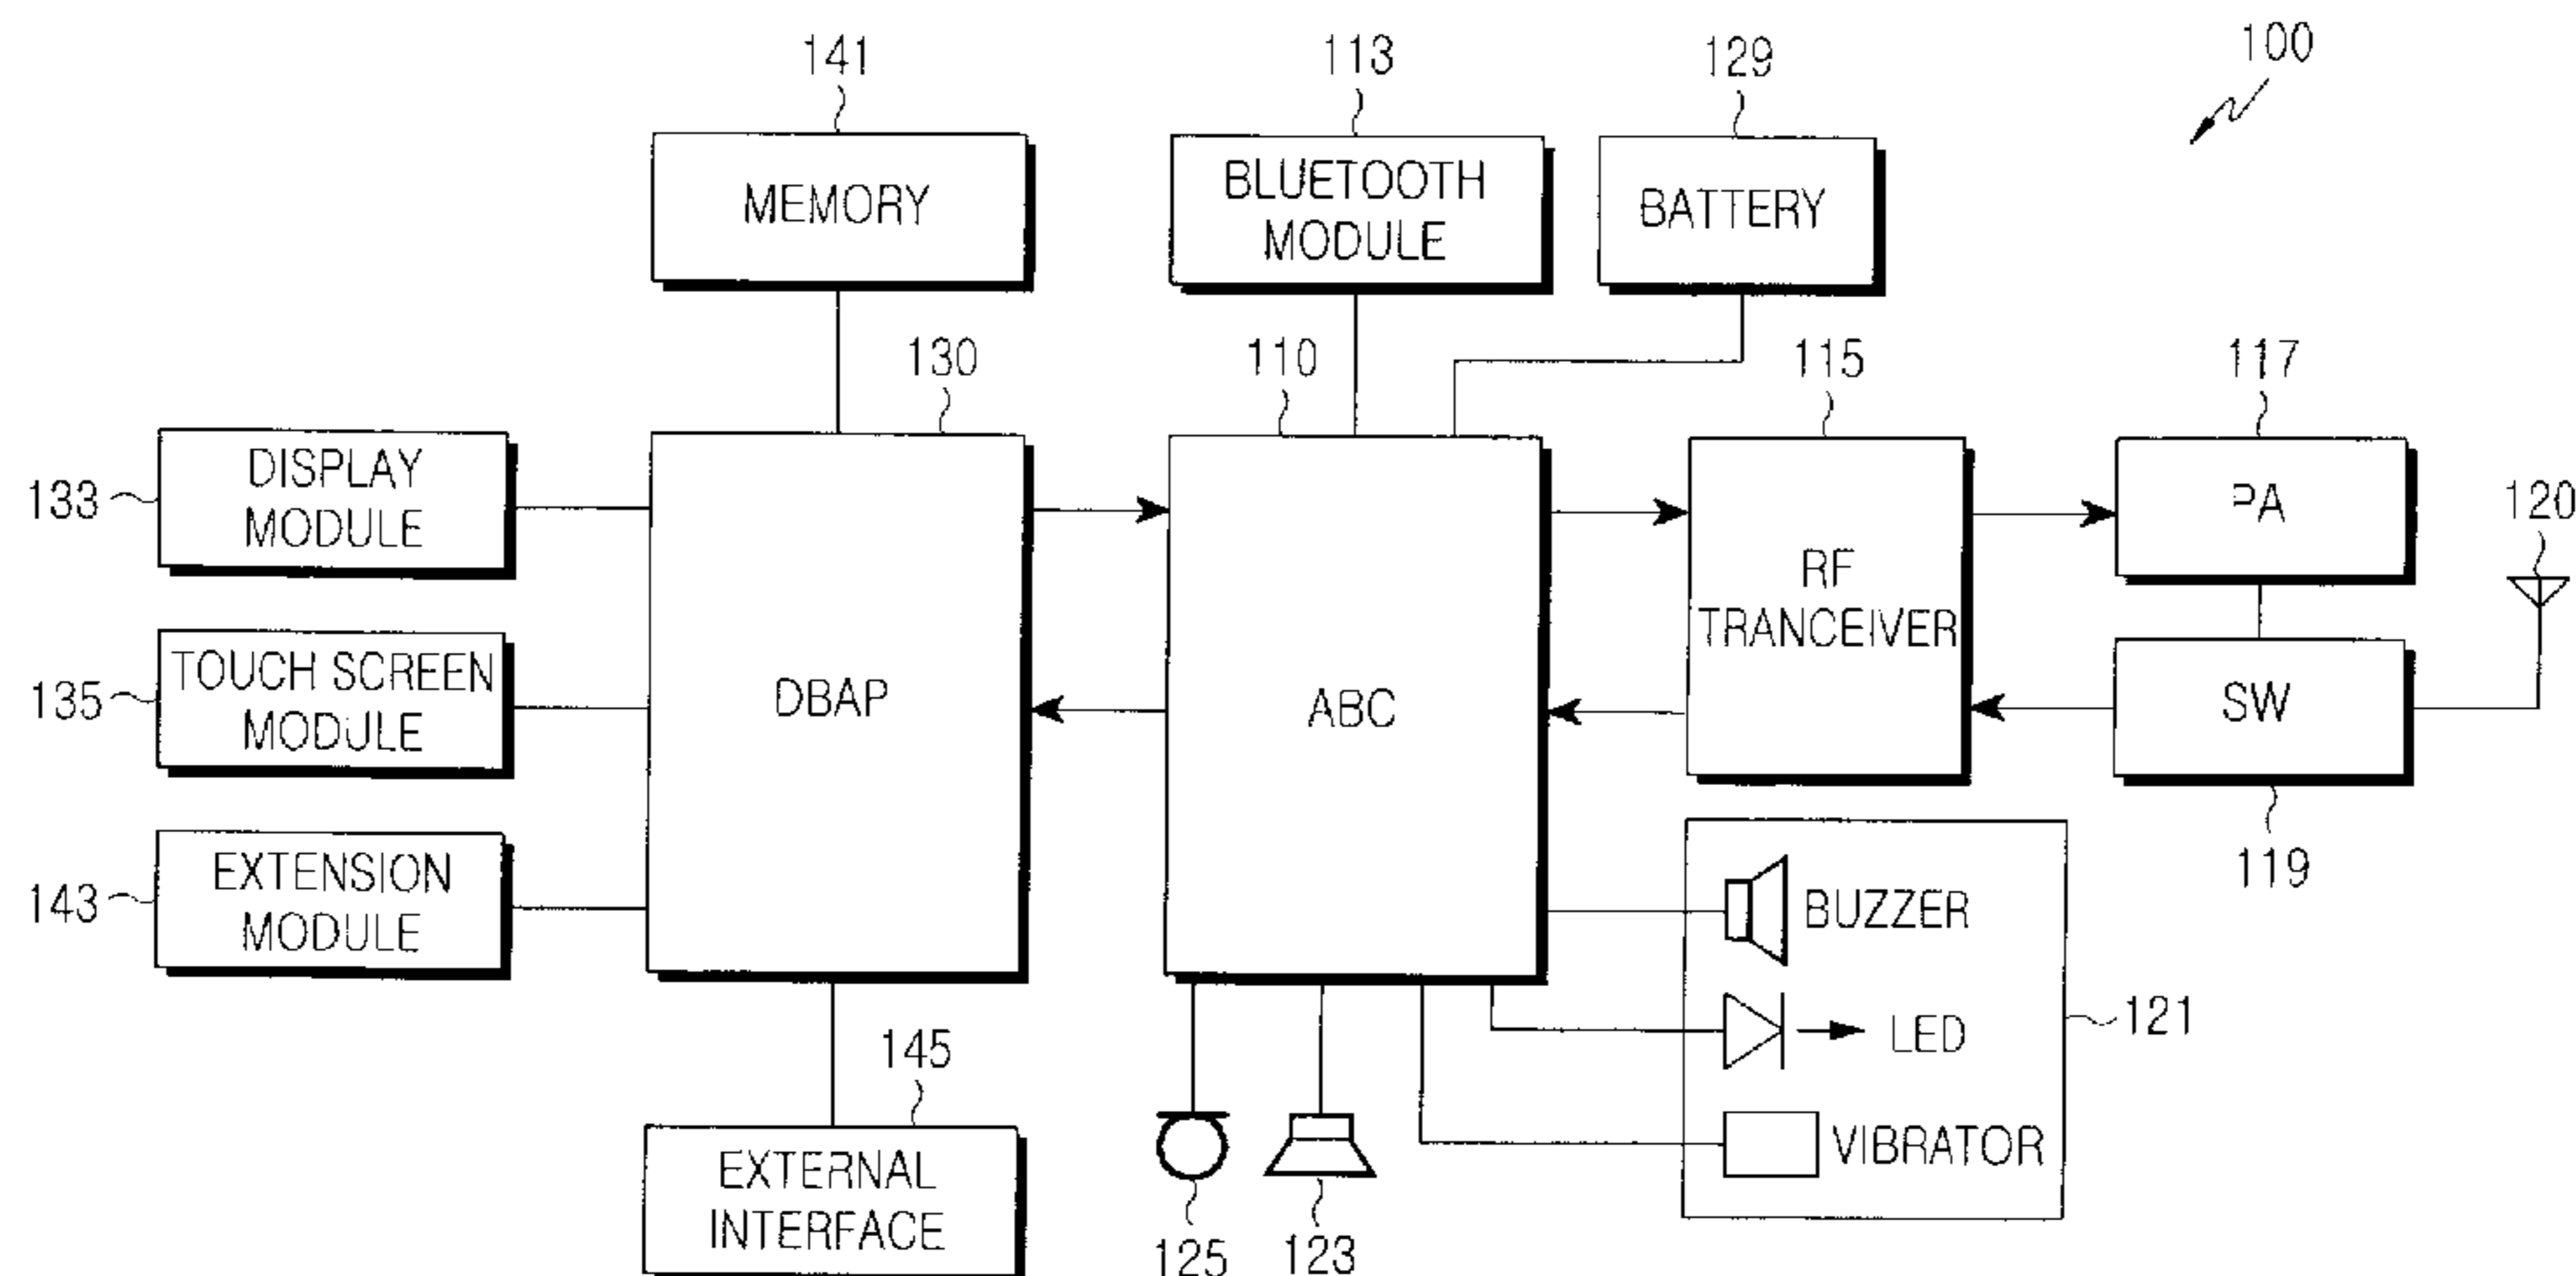 100
141
113
129
MEMORY
BLUETOOTH
MODULE
BATTERY
130
110
115
117
133
DISPLAY
MODULE
135
TOUCH SCREEN
MODULE
143
EXTENSION
MODULE
DBAP
ABC
RF
TRANCEIVER
PA
120
SW
119
BUZZER
LED
VIBRATOR
121
145
EXTERNAL
INTERFACE
125
123